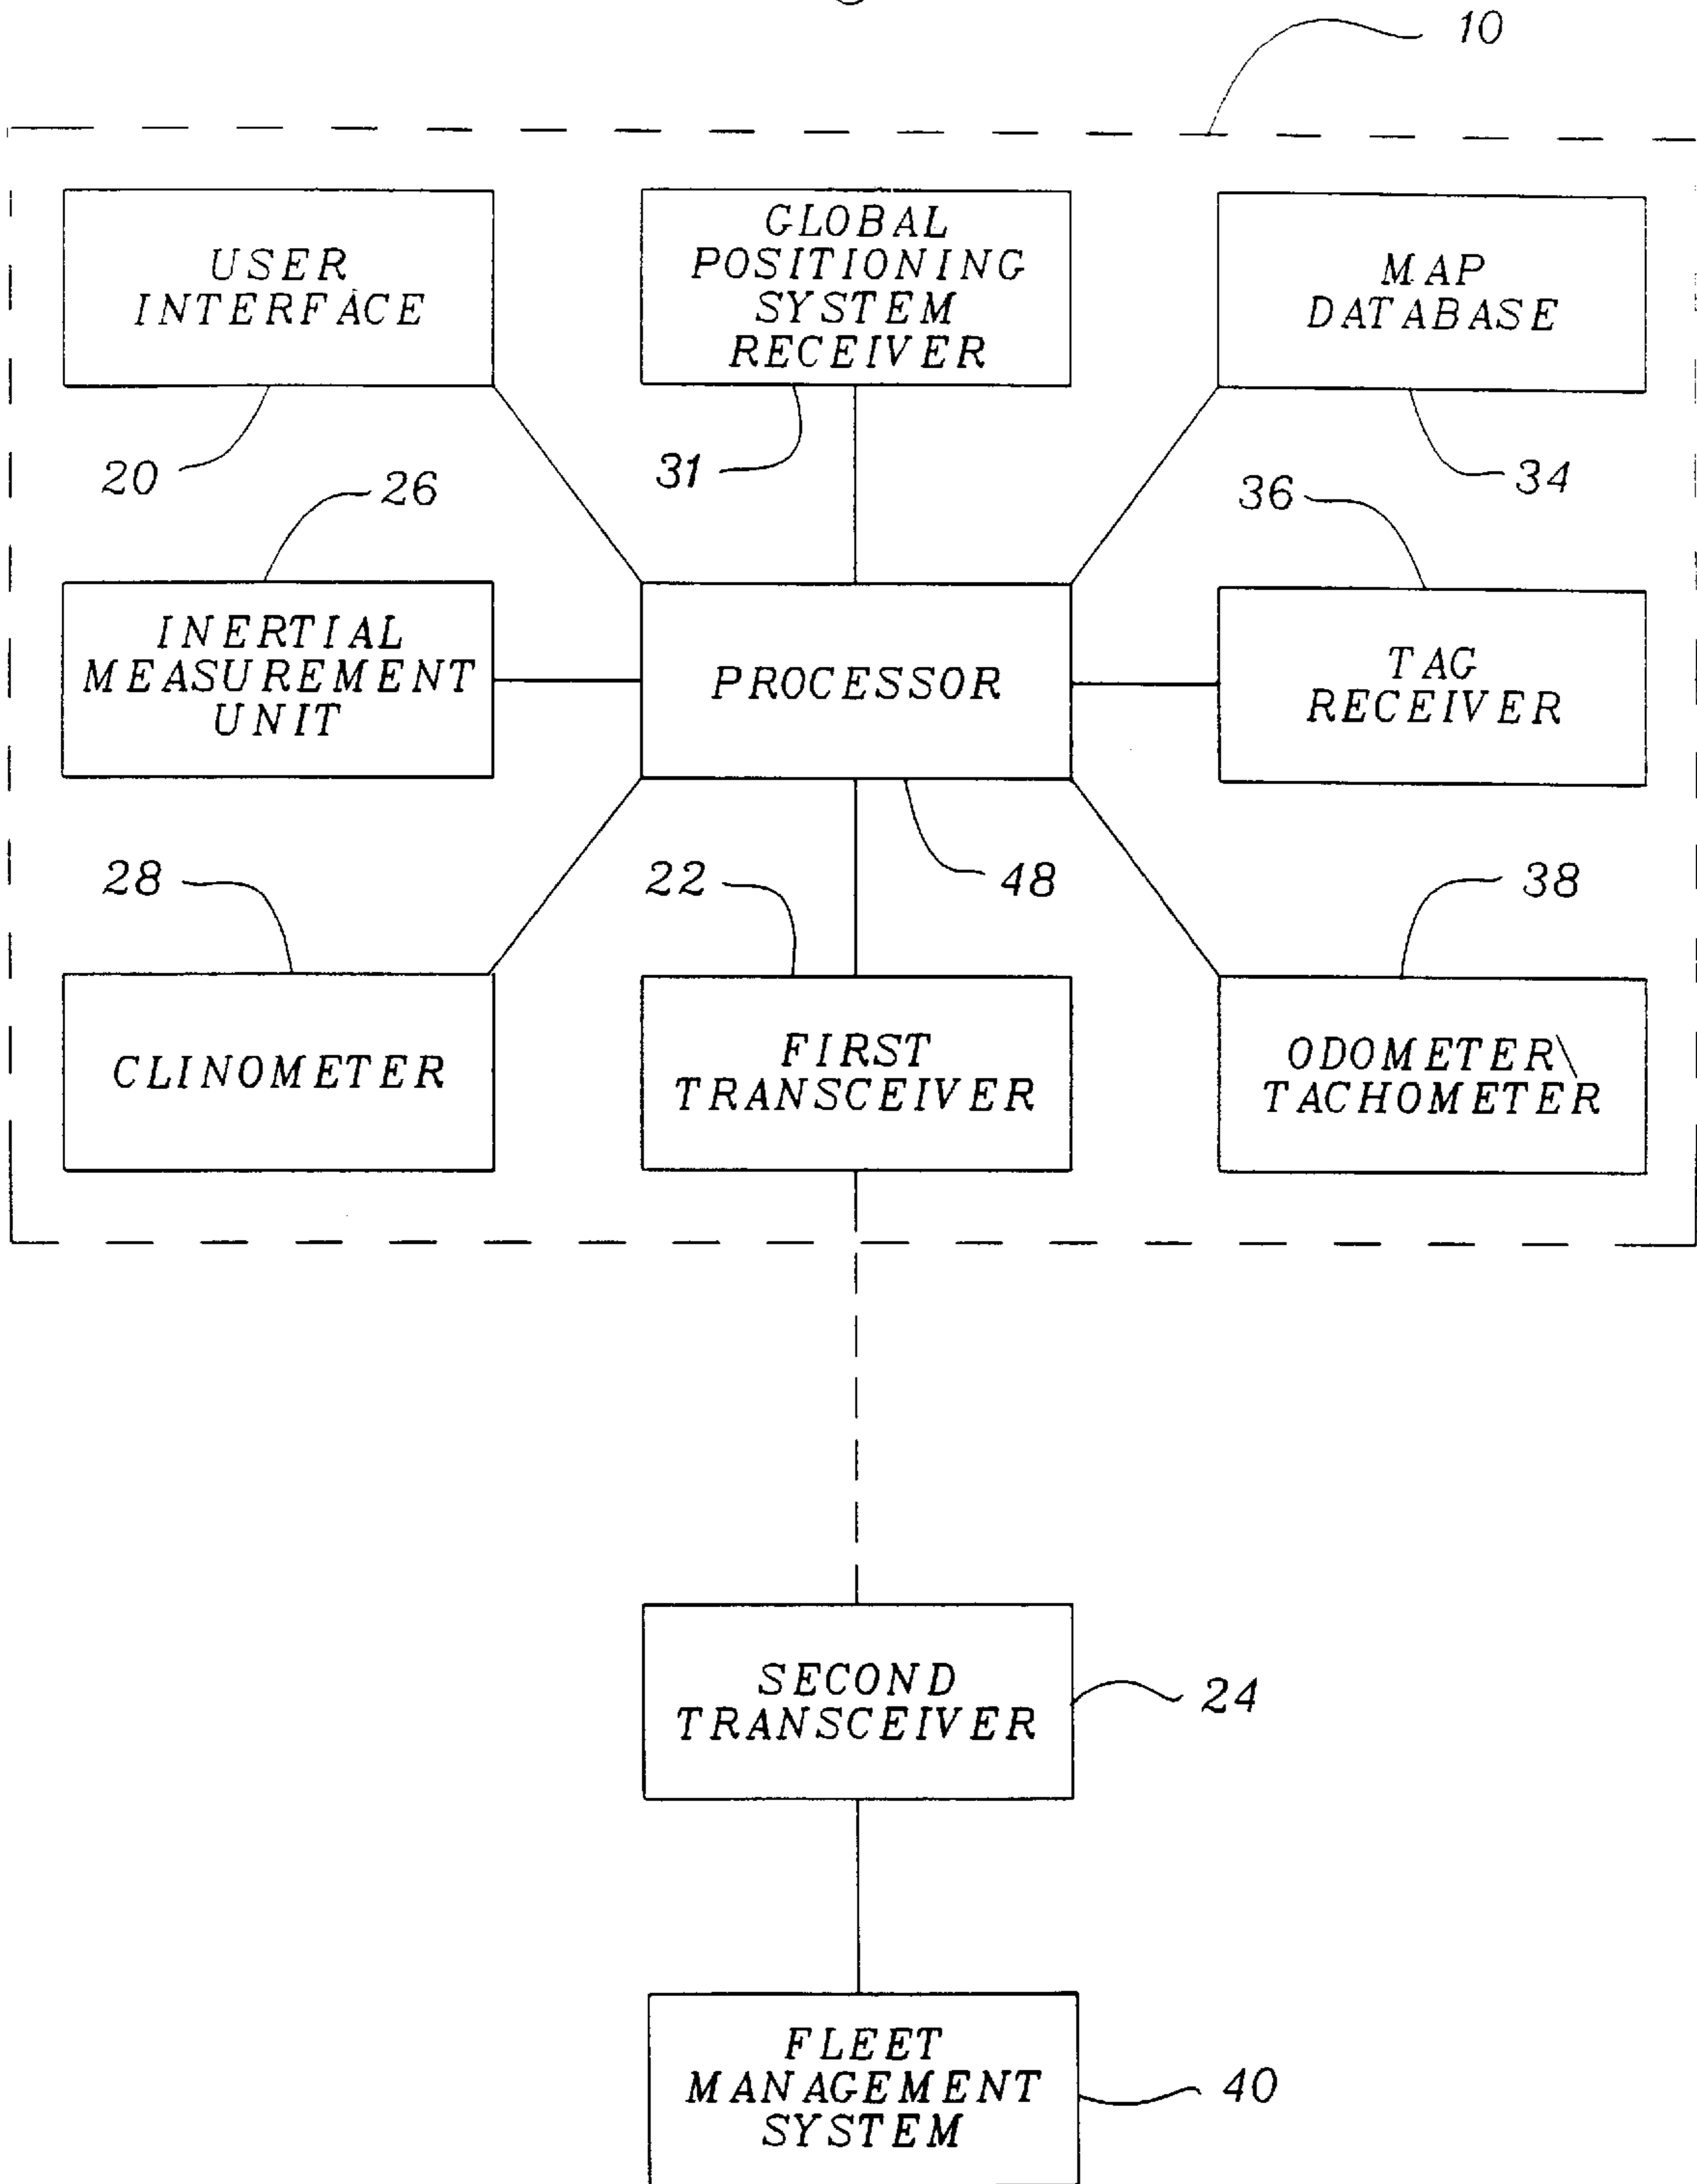 10
USER
INTERFACE
GLOBAL
POSITIONING
SYSTEM
RECEIVER
MAP
DATABASE
20
31
34
26
36
INERTIAL
MEASUREMENT
UNIT
PROCESSOR
TAG
RECEIVER
28
22
48
38
CLINOMETER
FIRST
TRANSCEIVER
ODOMETER\
TACHOMETER
SECOND
TRANSCEIVER
24
FLEET
MANAGEMENT
SYSTEM
40